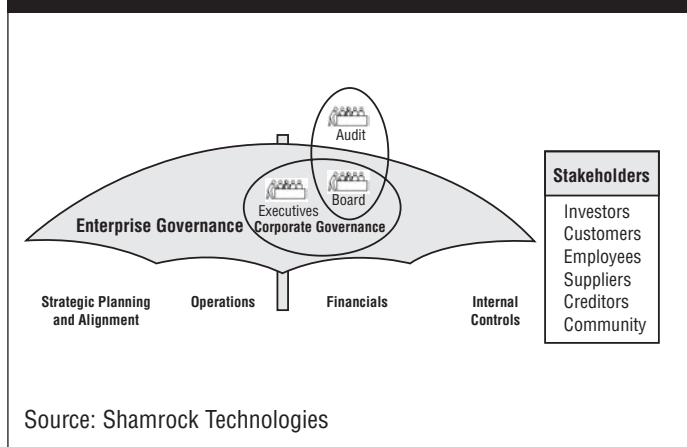 Audit
Executives
Board
Enterprise Governance
Corporate Governance
Strategic Planning
and Alignment
Operations
Financials
Internal
Controls
Stakeholders
Investors
Customers
Employees
Suppliers
Creditors
Community
Source: Shamrock Technologies